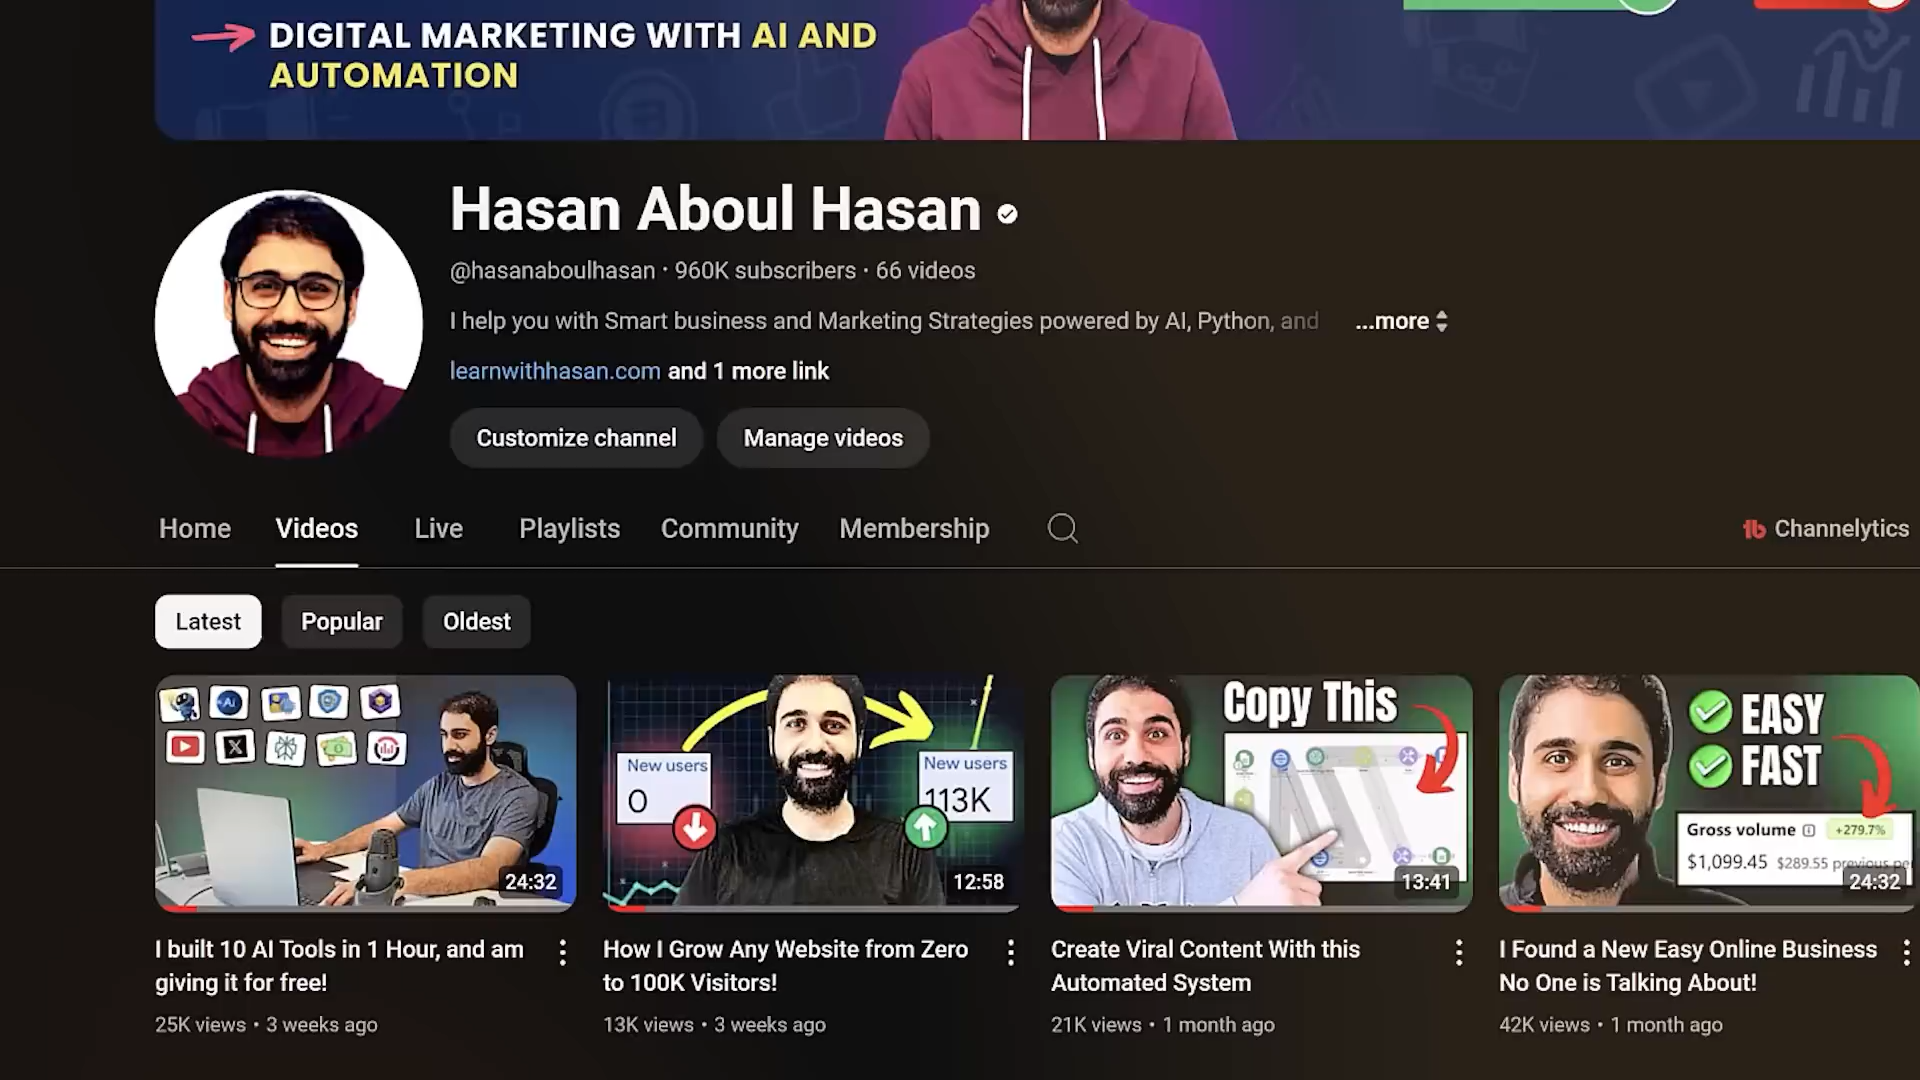 DIGITAL MARKETING WITH AI AND
AUTOMATION
Hasan Aboul Hasan
@hasanaboulhasan · 960K subscribers · 66 videos
I help you with Smart business and Marketing Strategies powered by AI, Python, and ...more
learnwithhasan.com and 1 more link
Customize channel Manage videos
Home Videos Live Playlists Community Membership
tb Channelytics
Latest Popular Oldest
Ai
X
24:32
New users
0
New users
113K
12:58
Copy This
13:41
EASY
FAST
Gross volume +279.7%
$1,099.45 $289.55 previous pe
24:32
I built 10 AI Tools in 1 Hour, and am
giving it for free!
25K views · 3 weeks ago
How I Grow Any Website from Zero
to 100K Visitors!
13K views · 3 weeks ago
Create Viral Content With this
Automated System
21K views · 1 month ago
I Found a New Easy Online Business
No One is Talking About!
42K views · 1 month ago